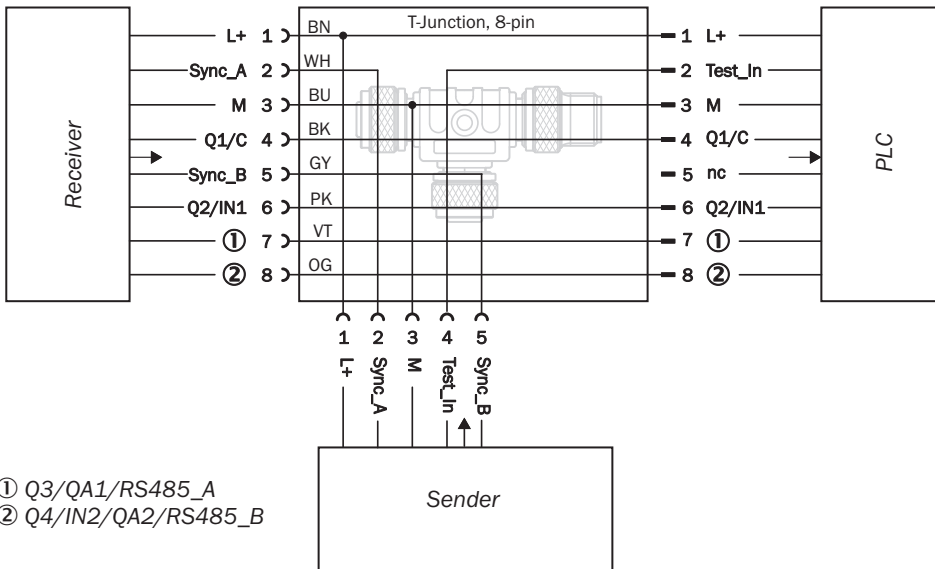 T-Junction, 8-pin
L+ 1 BN 1 L+
Sync_A 2 WH 2 Test_In
M 3 BU 3 M
Q1/C 4 BK 4 Q1/C
Sync_B 5 GY 5 nc
Q2/IN1 6 PK 6 Q2/IN1
① 7 VT 7 ①
② 8 OG 8 ②
Receiver
PLC
1 2 3 4 5
L+ Sync_A M Test_In Sync_B
Sender
① Q3/QA1/RS485_A
② Q4/IN2/QA2/RS485_B